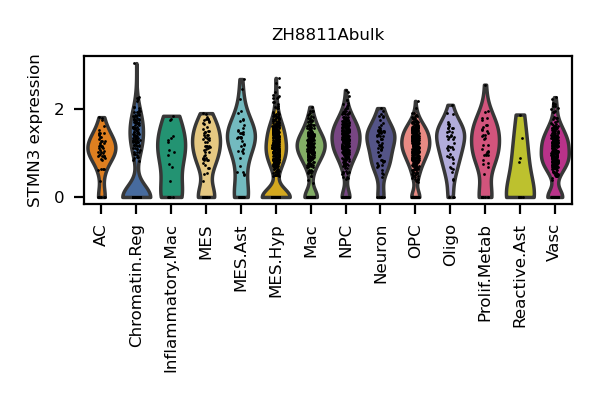 ZH8811Abulk
STMN3 expression
2
0
AC
Chromatin.Reg
Inflammatory.Mac
MES
MES.Ast
MES.Hyp
Mac
NPC
Neuron
OPC
Oligo
Prolif.Metab
Reactive.Ast
Vasc